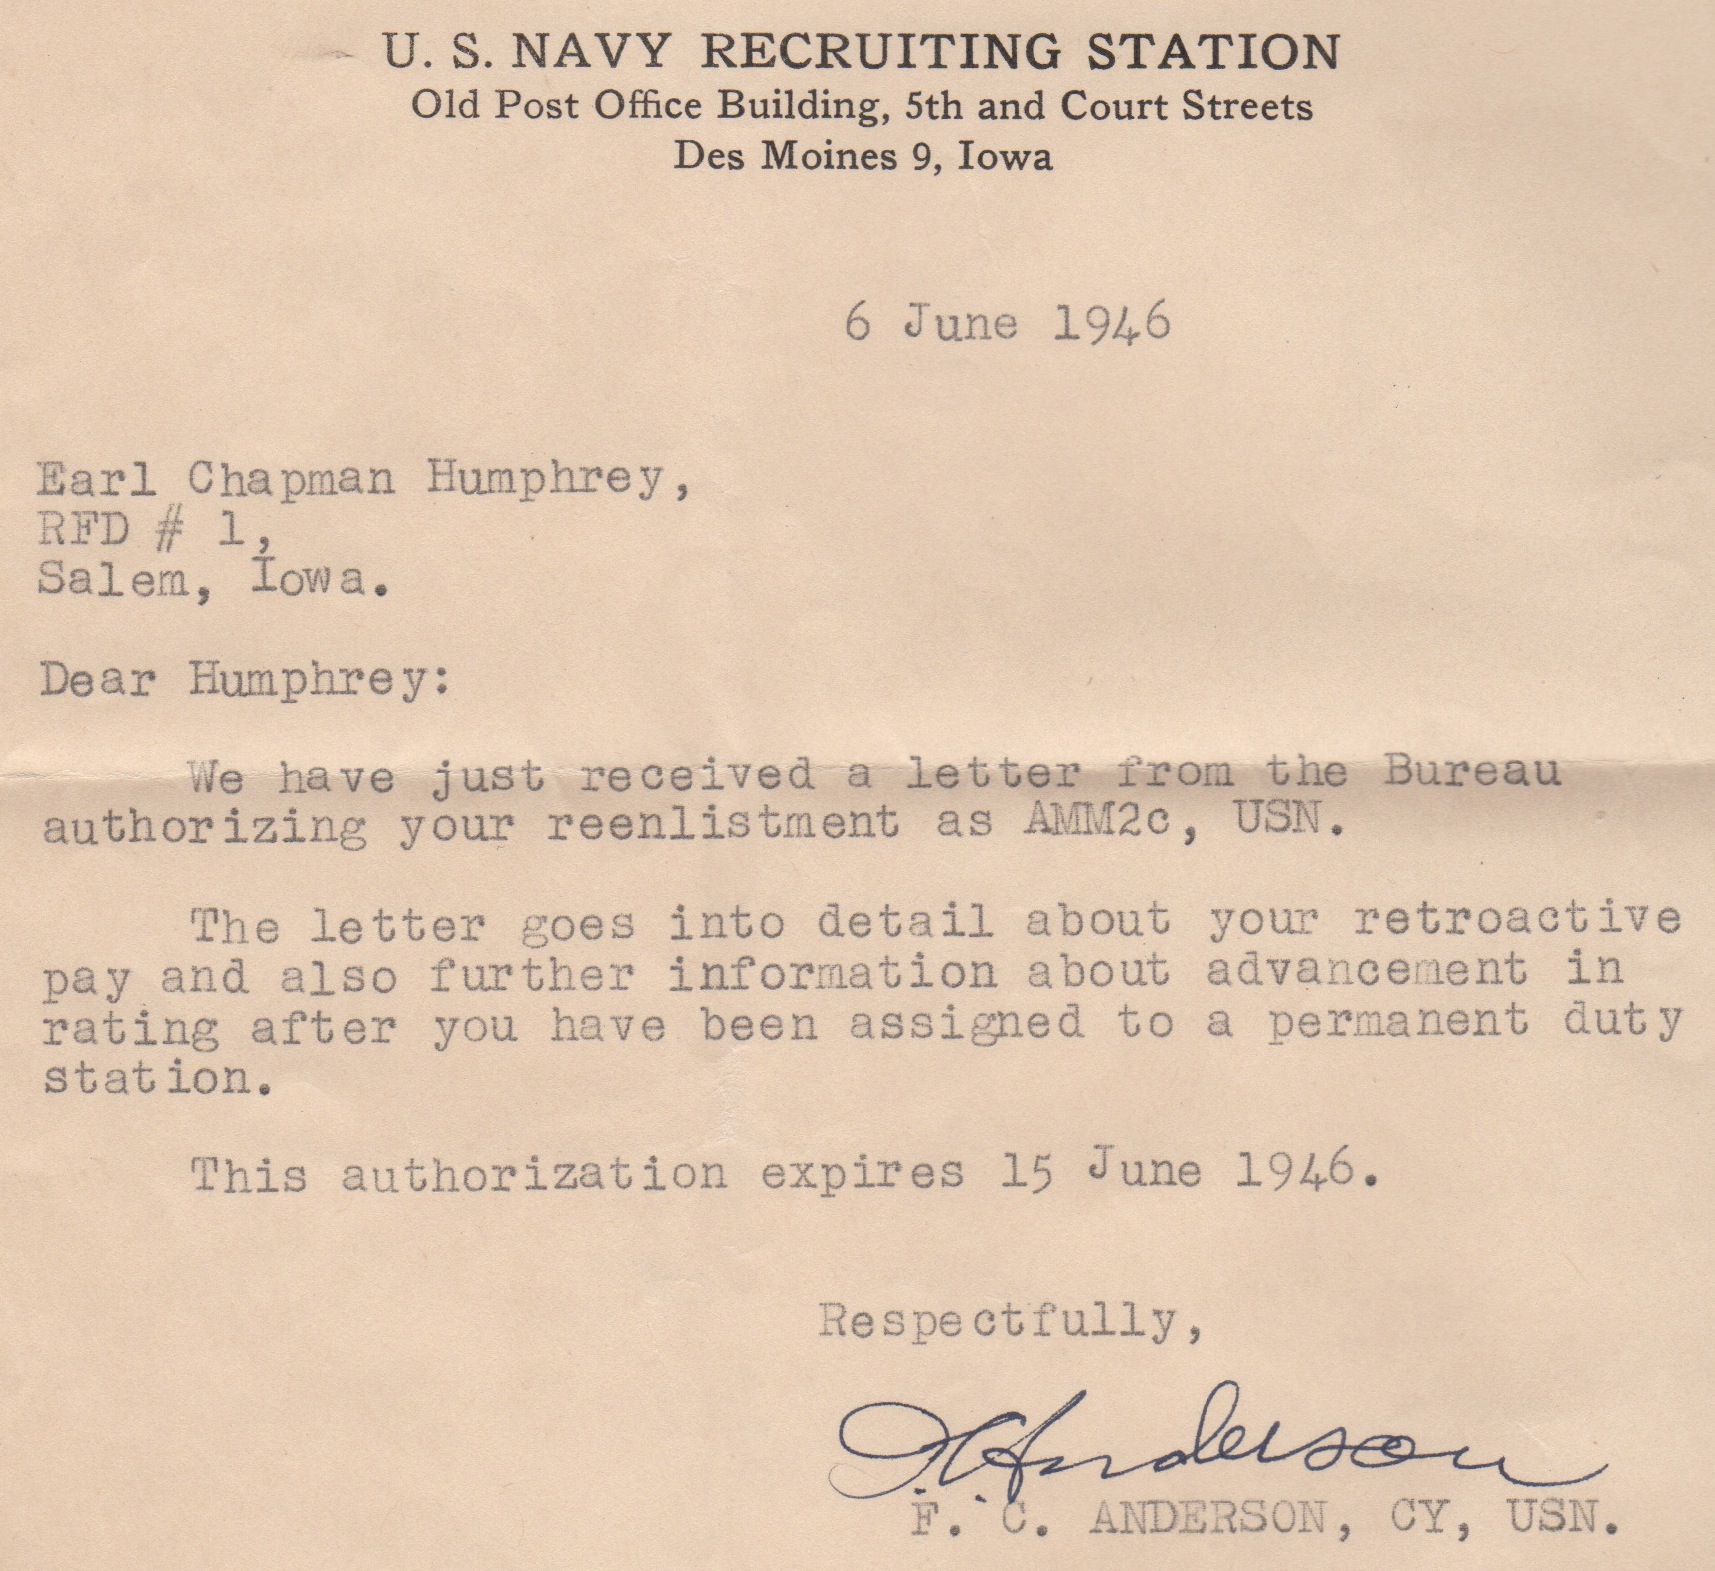 U. S. NAVY RECRUITING STATION
Old Post Office Building, 5th and Court Streets
Des Moines 9, Iowa
6 June 1946
Earl Chapman Humphrey,
RFD # 1,
Salem, Iowa.
Dear Humphrey:
We have just received a letter from the Bureau
authorizing your reenlistment as AMM2c, USN.
The letter goes into detail about your retroactive
pay and also further information about advancement in
rating after you have been assigned to a permanent duty
station.
This authorization expires 15 June 1946.
Respectfully,
F. C. Anderson
F. C. ANDERSON, CY, USN.